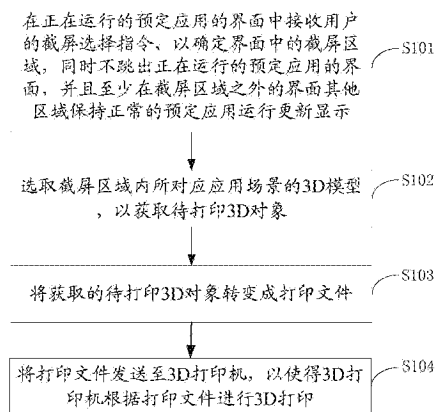 在正在运行的预定应用的界面中接收用户
的截屏选择指令、以确定界面中的截屏区
域，同时不跳出正在运行的预定应用的界
面，并且至少在截屏区域之外的界面其他
区域保持正常的预定应用运行更新显示
S101
选取截屏区域内所对应应用场景的3D模型
，以获取待打印3D对象
S102
将获取的待打印3D对象转变成打印文件
S103
将打印文件发送至3D打印机，以使得3D打
印机根据打印文件进行3D打印
S104